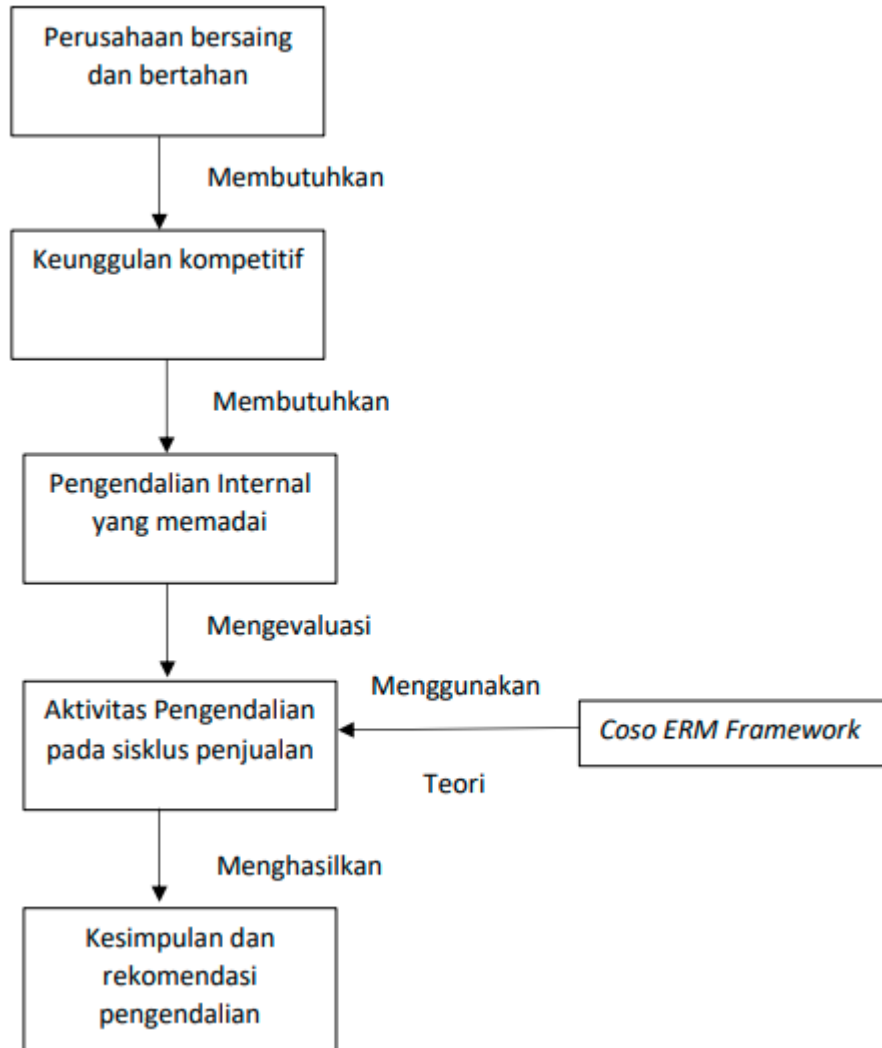 Perusahaan bersaing
dan bertahan
Membutuhkan
Keunggulan kompetitif
Membutuhkan
Pengendalian Internal
yang memadai
Mengevaluasi
Aktivitas Pengendalian
pada sisklus penjualan
Menggunakan
Coso ERM Framework
Teori
Menghasilkan
Kesimpulan dan
rekomendasi
pengendalian